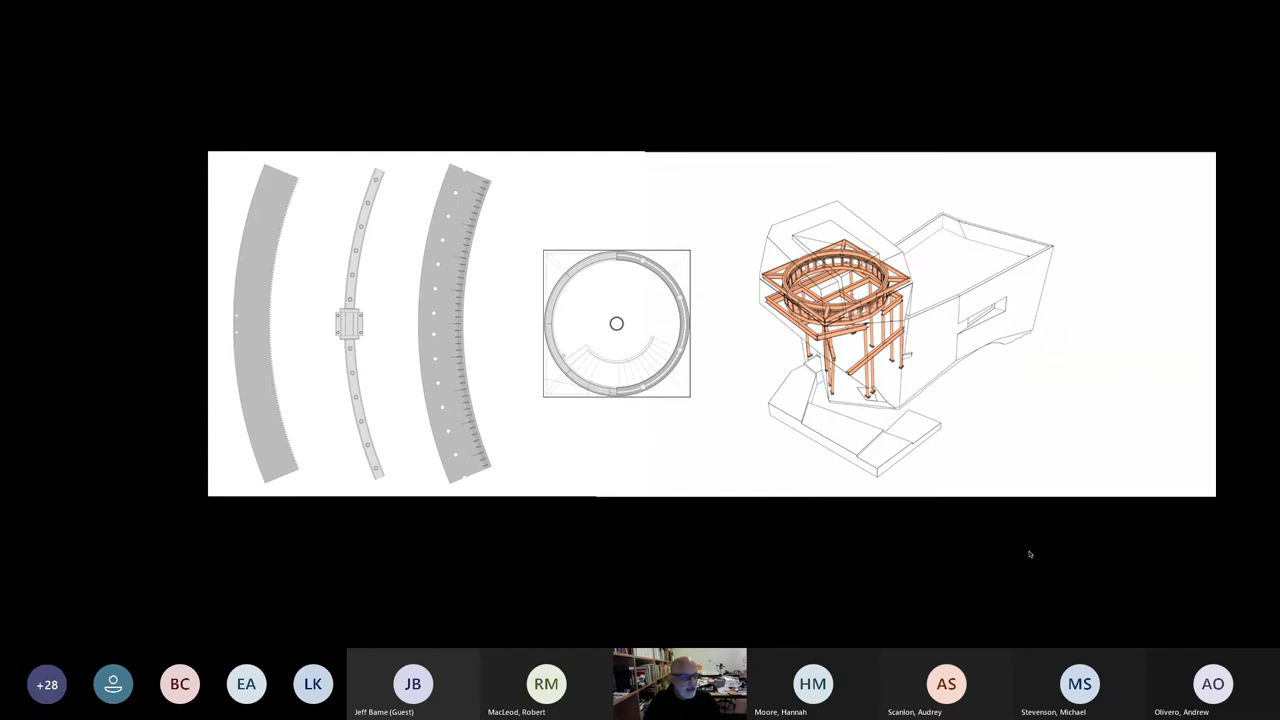 +28
BC
EA
LK
JB
RM
HM
AS
MS
AO
Jeff Bame (Guest)
MacLeod, Robert
Moore, Hannah
Scanlon, Audrey
Stevenson, Michael
Olivero, Andrew